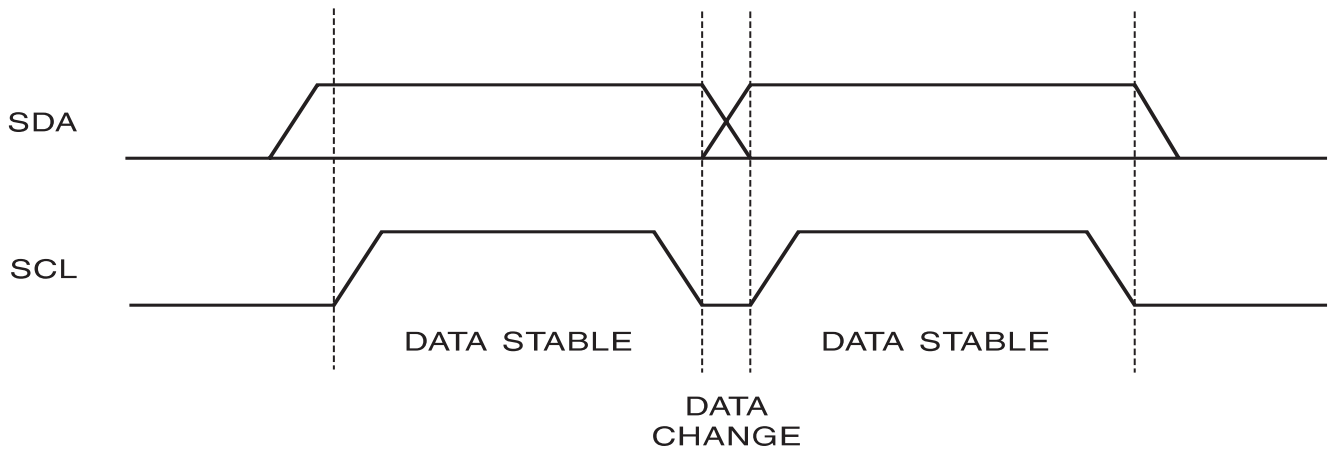 SDA
SCL
DATA STABLE
DATA STABLE
DATA
CHANGE